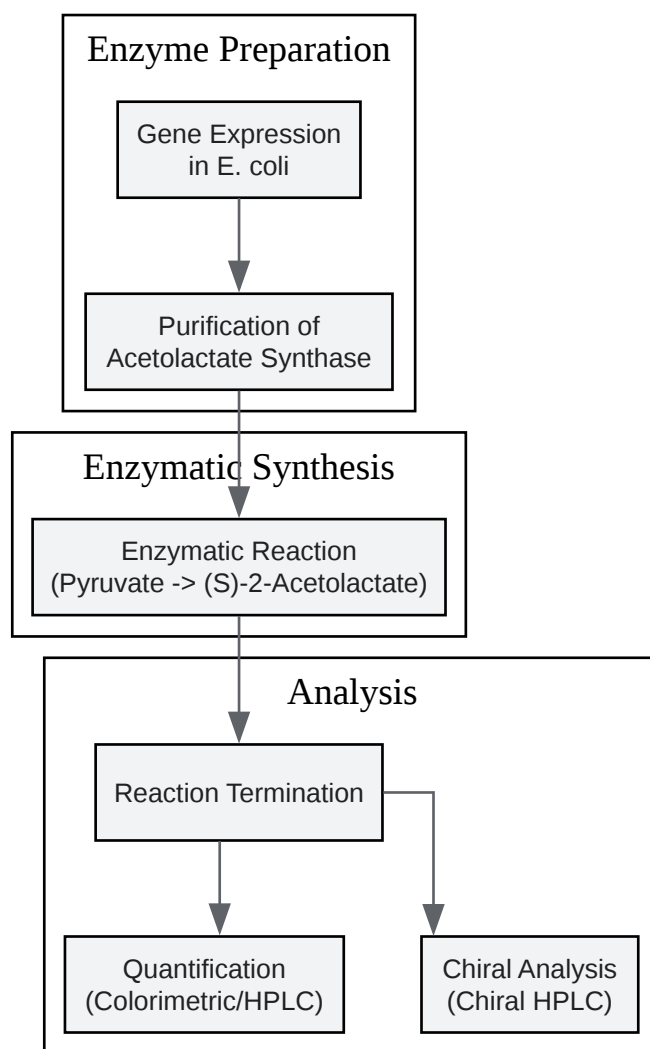 Enzyme Preparation
Gene Expression
in E. coli
Purification of
Acetolactate Synthase
Enzymatic Synthesis
Enzymatic Reaction
(Pyruvate -> (S)-2-Acetolactate)
Analysis
Reaction Termination
Quantification
(Colorimetric/HPLC)
Chiral Analysis
(Chiral HPLC)